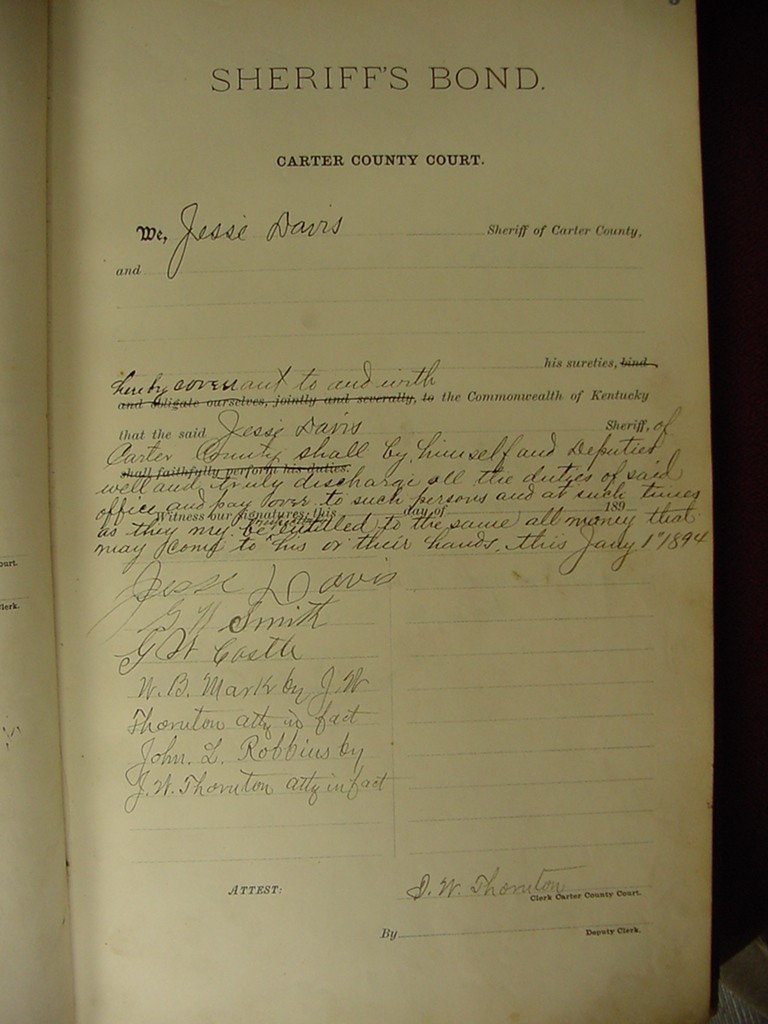 SHERIFF'S BOND.
CARTER COUNTY COURT.
We, Jesse Davis Sheriff of Carter County,
and
his sureties, bind
hereby covenant to and with
and obligate ourselves, jointly and severally, to the Commonwealth of Kentucky
that the said Jesse Davis Sheriff, of
Carter County shall by himself and Deputies
shall faithfully perform his duties.
well and truly discharge all the duties of said
office, and pay over to such persons and at such times
Witness our signatures, this day of 189
as they my be entitled to the same all money that
may come to his or their hands. this Jany 1" 1894
Jesse Davis
Smith
G W Castle
W. B. Mark by J. W
Thornton atty in fact
John. L. Robbins by
J. W. Thornton atty in fact
ATTEST: J. W. Thornton
Clerk Carter County Court.
By Deputy Clerk.
ourt.
lerk.